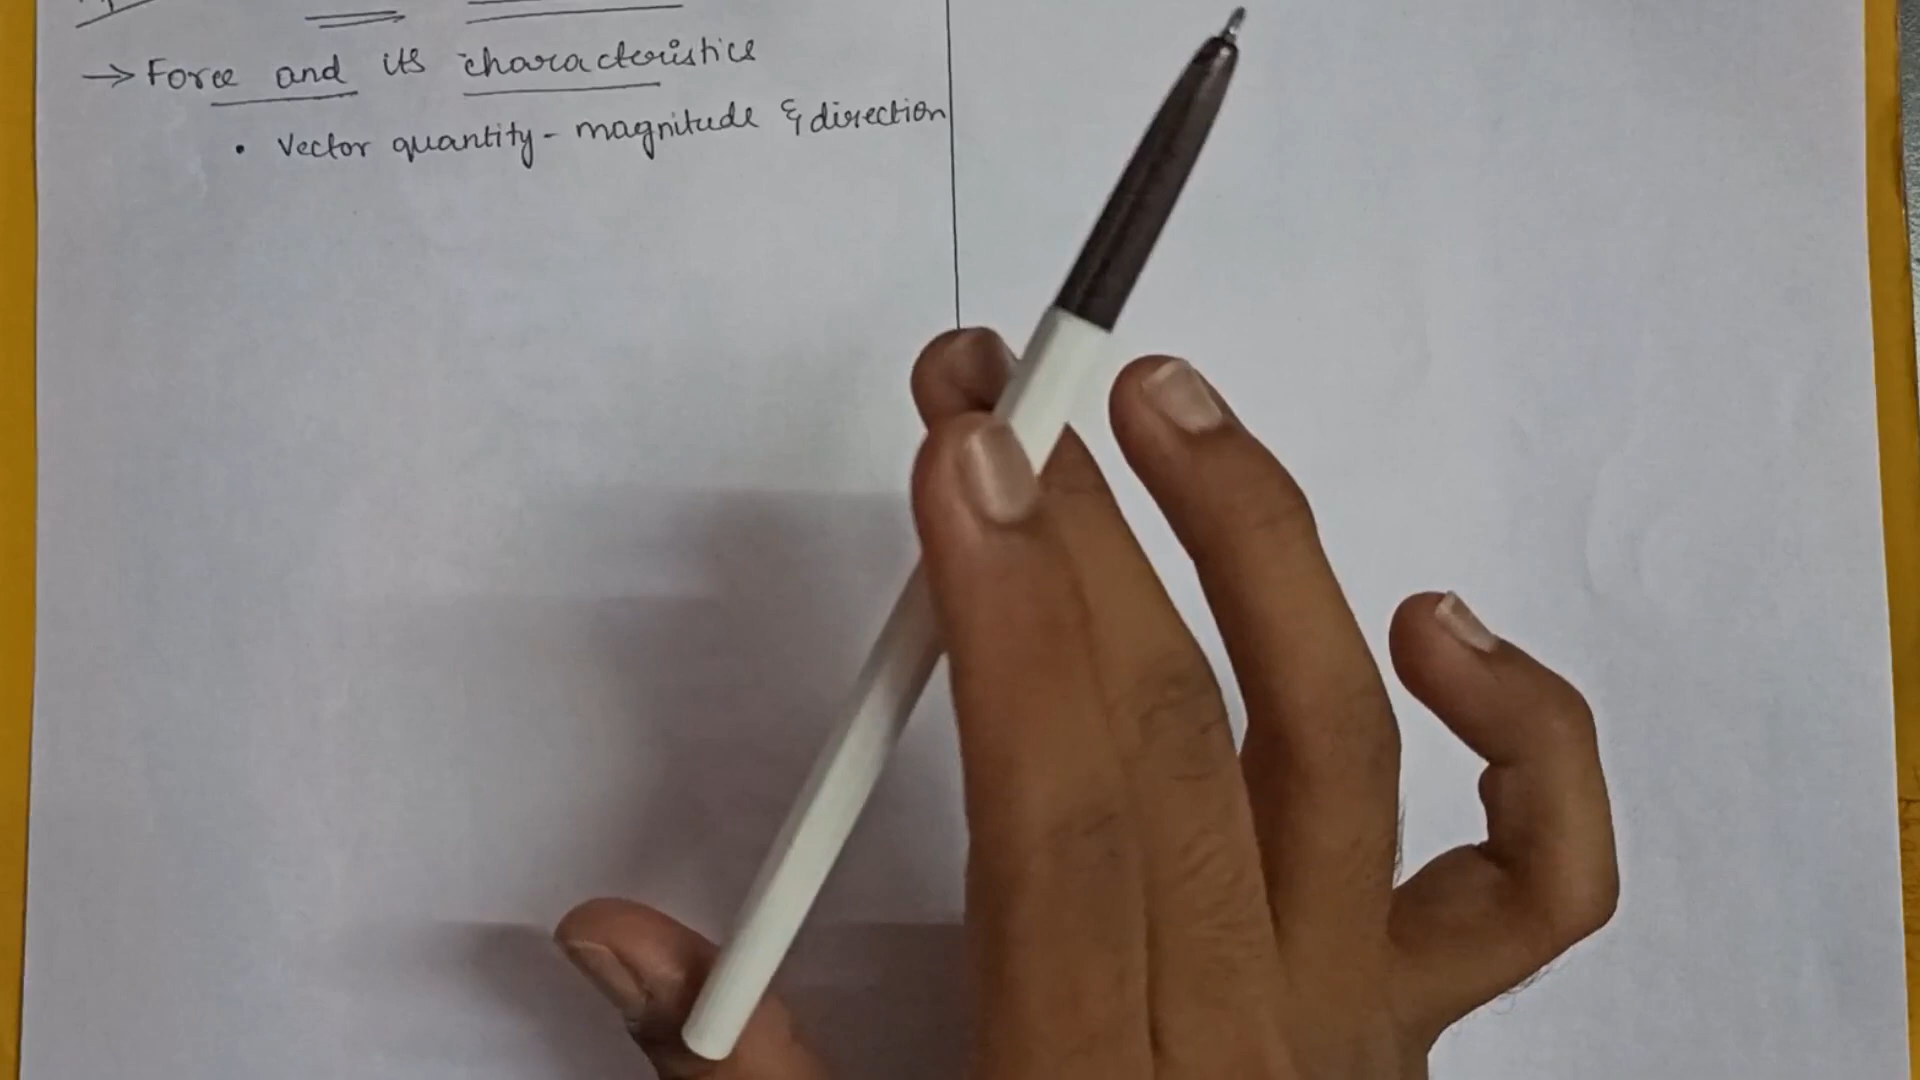 → Force and its characteristics
• Vector quantity - magnitude & direction